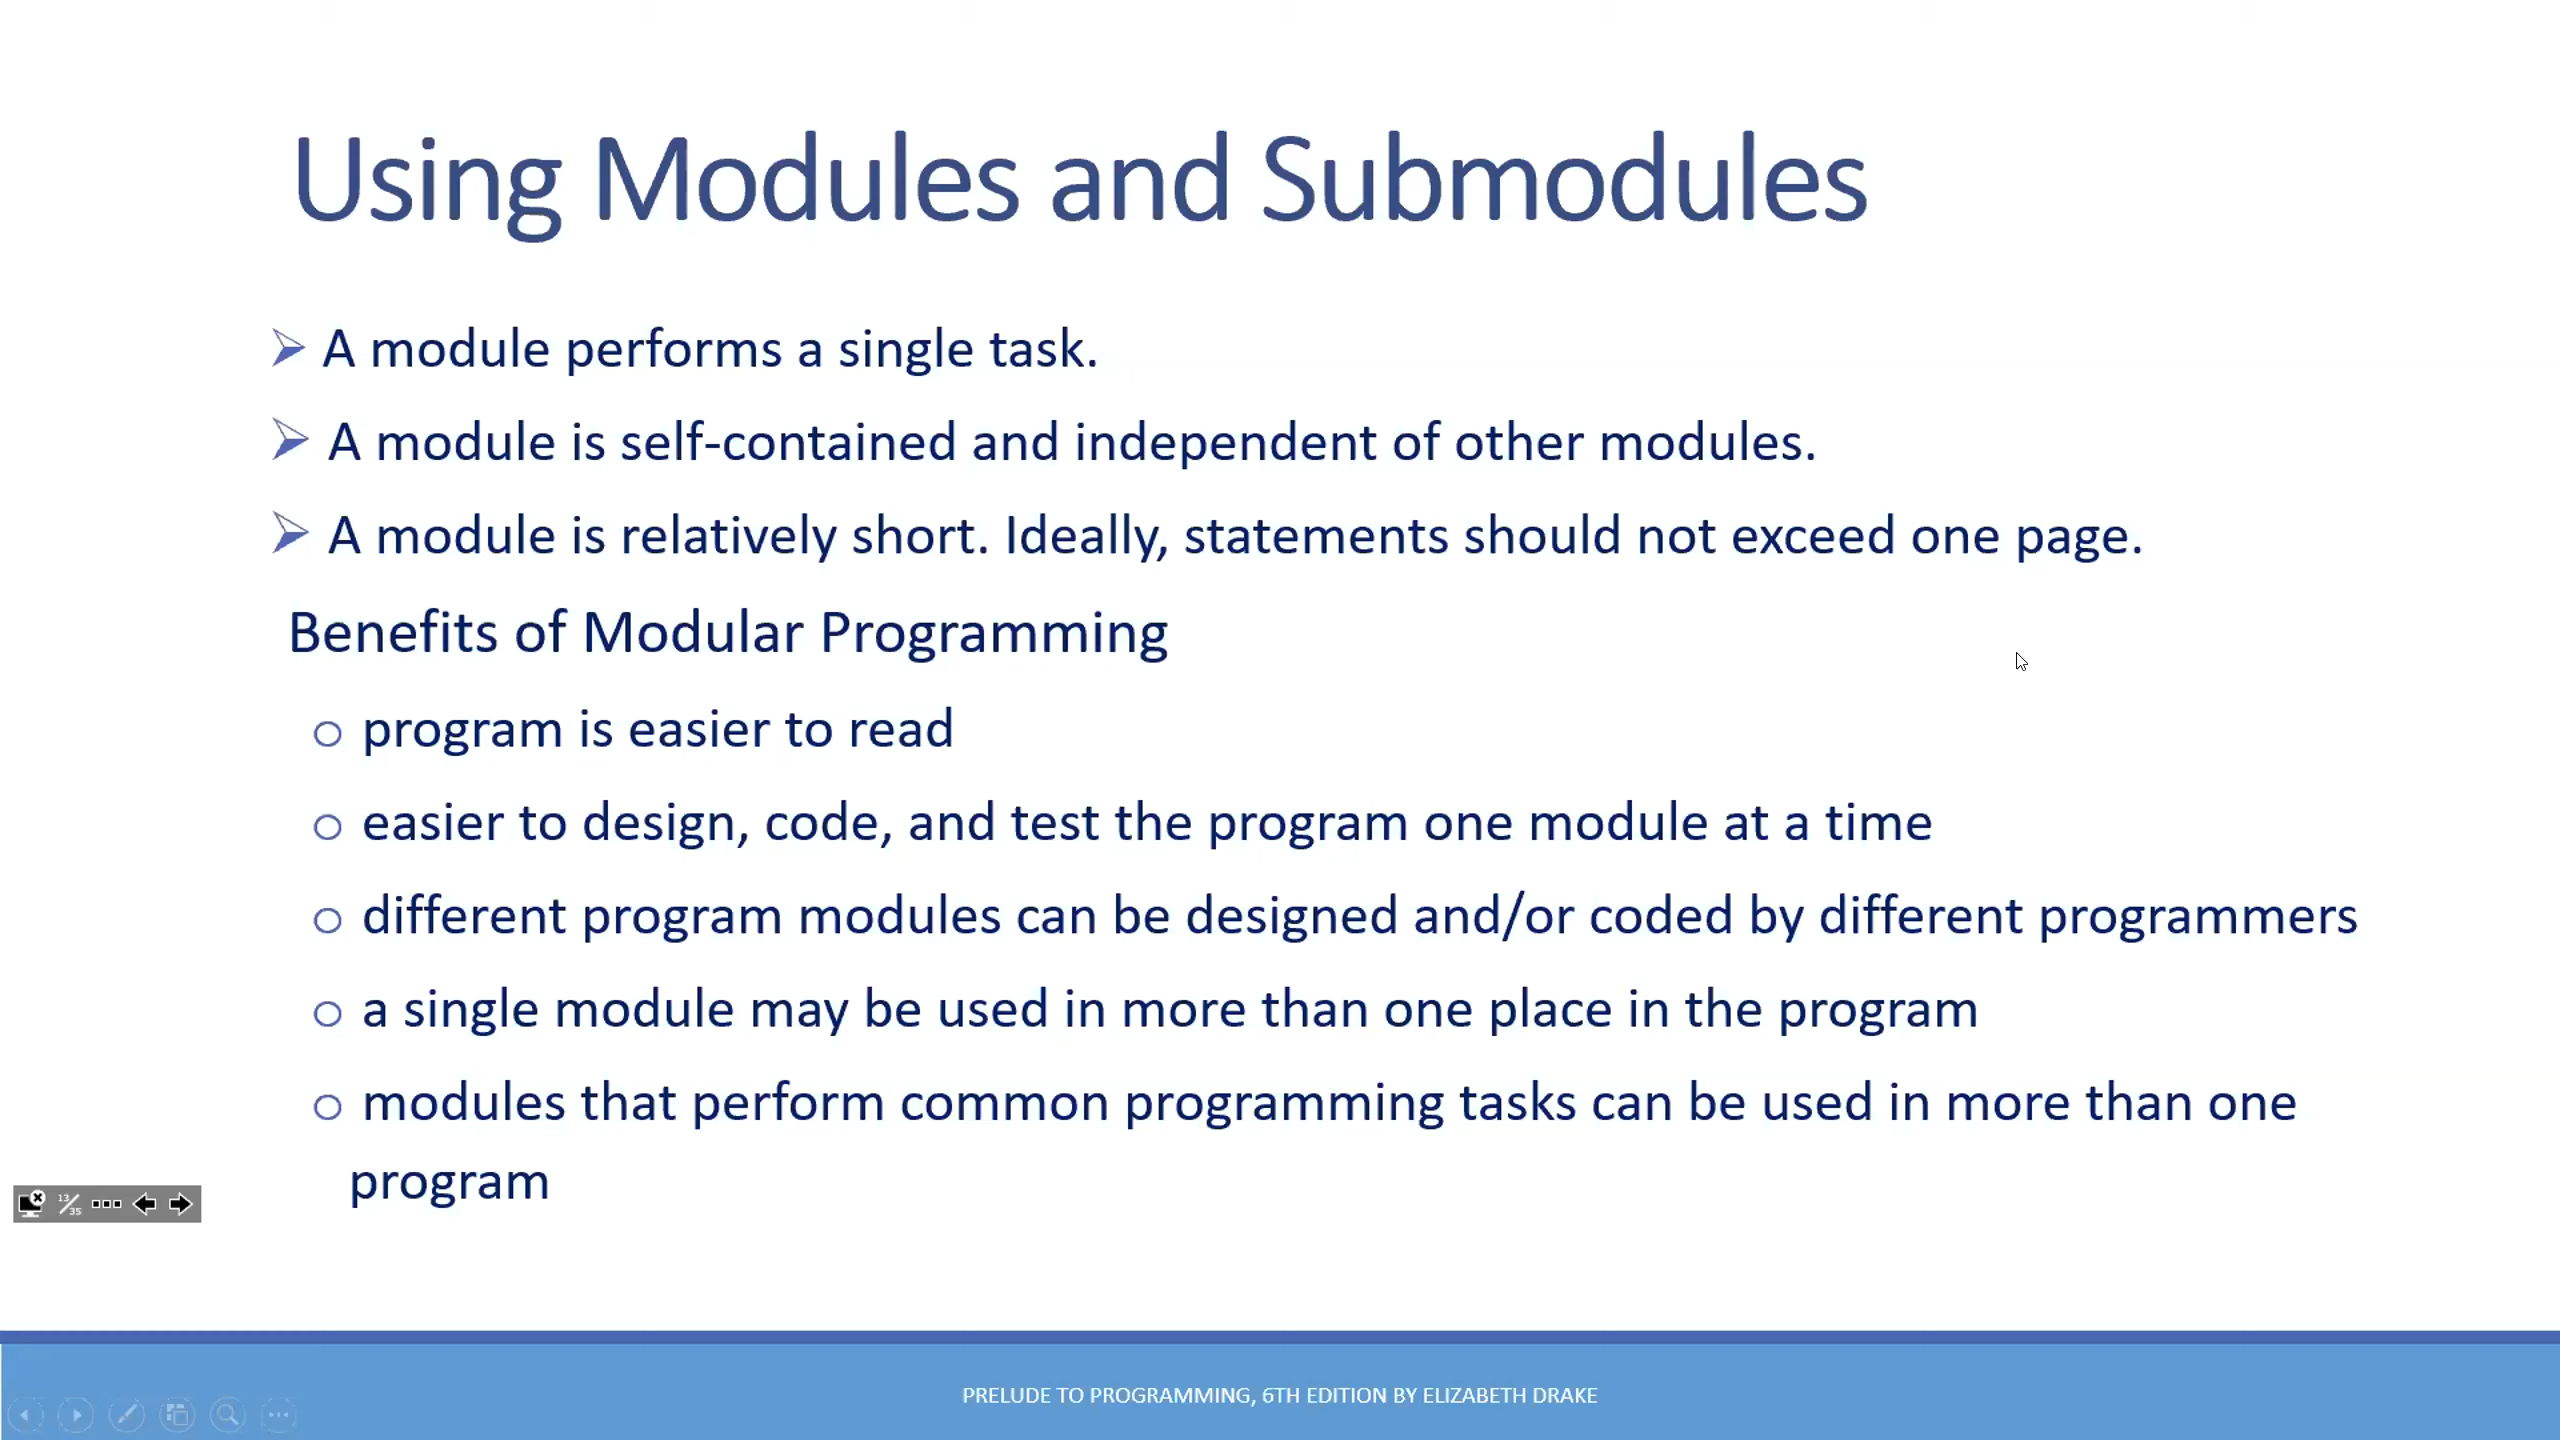 Using Modules and Submodules
A module performs a single task.
A module is self-contained and independent of other modules.
A module is relatively short. Ideally, statements should not exceed one page.
Benefits of Modular Programming
program is easier to read
easier to design, code, and test the program one module at a time
different program modules can be designed and/or coded by different programmers
a single module may be used in more than one place in the program
modules that perform common programming tasks can be used in more than one
program
13/35
PRELUDE TO PROGRAMMING, 6TH EDITION BY ELIZABETH DRAKE